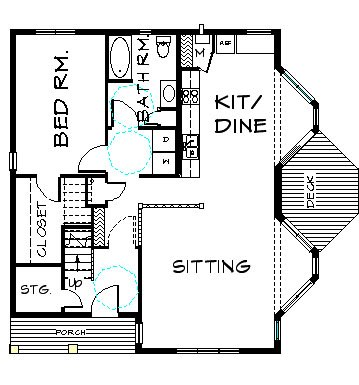 BED RM.
BATH RM.
M
REF
KIT/
DINE
D
W
DECK
CLOSET
SITTING
UP
STG.
PORCH